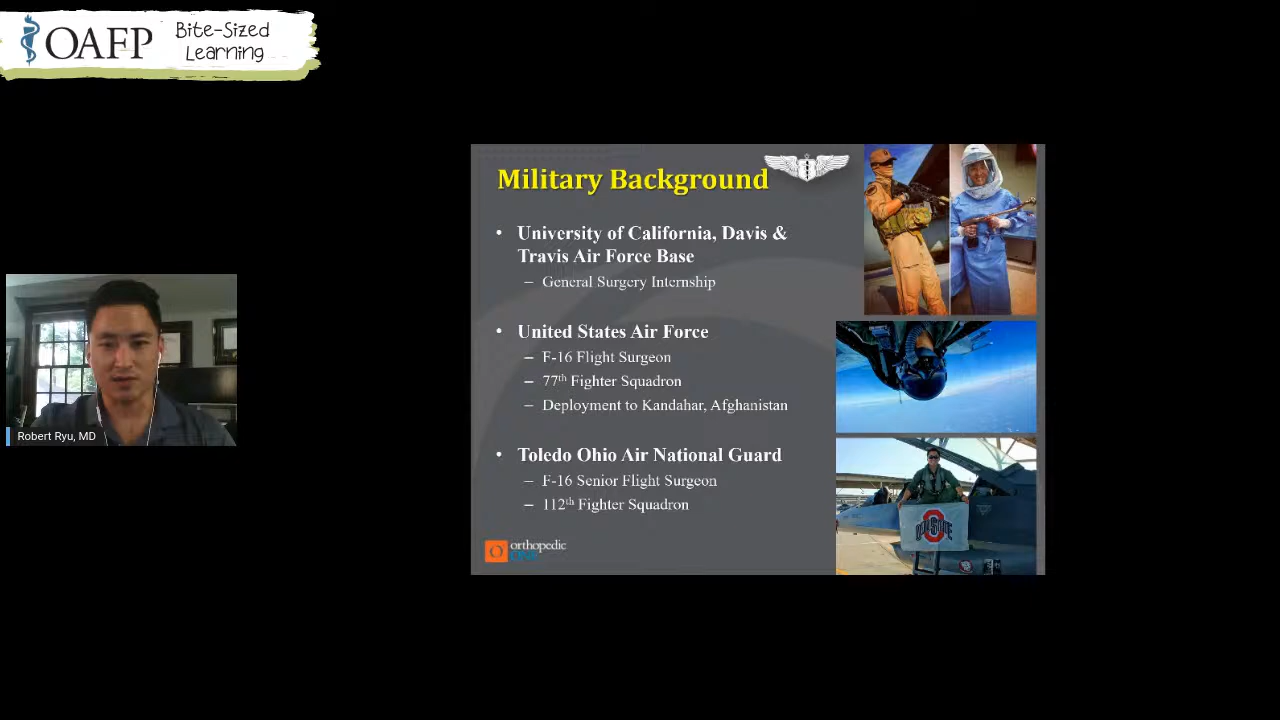 OAFP
Bite-Sized
Learning
Military Background
• University of California, Davis &
Travis Air Force Base
– General Surgery Internship
• United States Air Force
– F-16 Flight Surgeon
– 77th Fighter Squadron
– Deployment to Kandahar, Afghanistan
• Toledo Ohio Air National Guard
– F-16 Senior Flight Surgeon
– 112th Fighter Squadron
orthopedic
OHIO STATE
Robert Ryu, MD